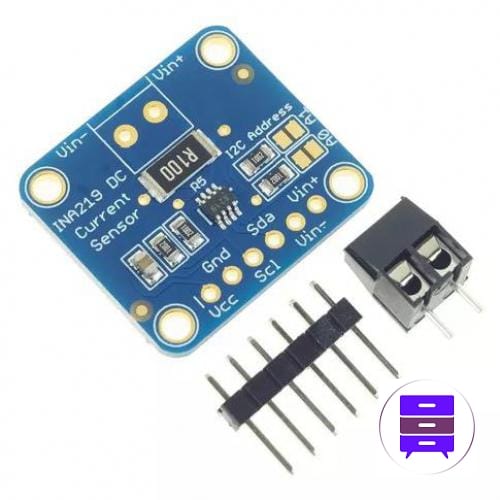 Vin+
Vin-
INA219 DC
Current
Sensor
R100
I2C Address
A1
A0
R5
Vin+
Vin-
Sda
Scl
Gnd
Vcc